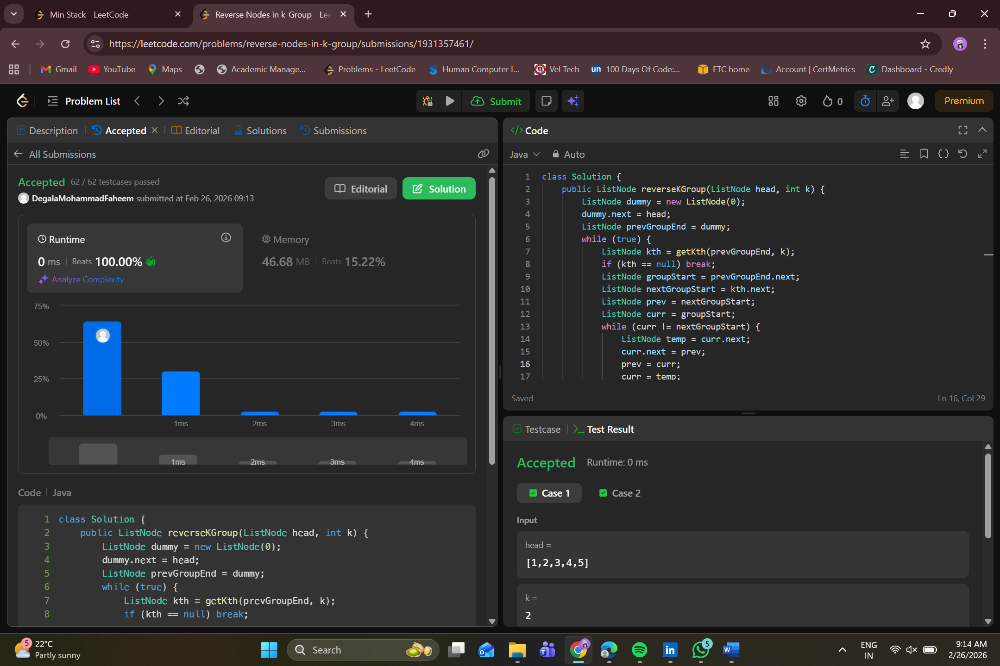 Min Stack - LeetCode
Reverse Nodes in k-Group - Lee
https://leetcode.com/problems/reverse-nodes-in-k-group/submissions/1931357461/
Gmail
YouTube
Maps
Academic Manage...
Problems - LeetCode
Human Computer I...
Vel Tech
un
100 Days Of Code:...
ETC home
Account | CertMetrics
Dashboard - Credly
Problem List
Submit
0
Premium
Description
Accepted
Editorial
Solutions
Submissions
All Submissions
Accepted 62 / 62 testcases passed
DegalaMohammadFaheem submitted at Feb 26, 2026 09:13
Editorial
Solution
Runtime
0 ms | Beats 100.00%
Analyze Complexity
Memory
46.68 MB | Beats 15.22%
75%
50%
25%
0%
1ms 2ms 3ms 4ms
1ms 2ms 3ms 4ms
Code | Java
1 class Solution {
2 public ListNode reverseKGroup(ListNode head, int k) {
3 ListNode dummy = new ListNode(0);
4 dummy.next = head;
5 ListNode prevGroupEnd = dummy;
6 while (true) {
7 ListNode kth = getKth(prevGroupEnd, k);
8 if (kth == null) break;
</> Code
Java
Auto
1 class Solution {
2 public ListNode reverseKGroup(ListNode head, int k) {
3 ListNode dummy = new ListNode(0);
4 dummy.next = head;
5 ListNode prevGroupEnd = dummy;
6 while (true) {
7 ListNode kth = getKth(prevGroupEnd, k);
8 if (kth == null) break;
9 ListNode groupStart = prevGroupEnd.next;
10 ListNode nextGroupStart = kth.next;
11 ListNode prev = nextGroupStart;
12 ListNode curr = groupStart;
13 while (curr != nextGroupStart) {
14 ListNode temp = curr.next;
15 curr.next = prev;
16 prev = curr;
17 curr = temp;
Saved
Ln 16, Col 29
Testcase
Test Result
Accepted Runtime: 0 ms
Case 1
Case 2
Input
head =
[1,2,3,4,5]
k =
2
5
22°C
Partly sunny
Search
5
ENG
IN
9:14 AM
2/26/2026